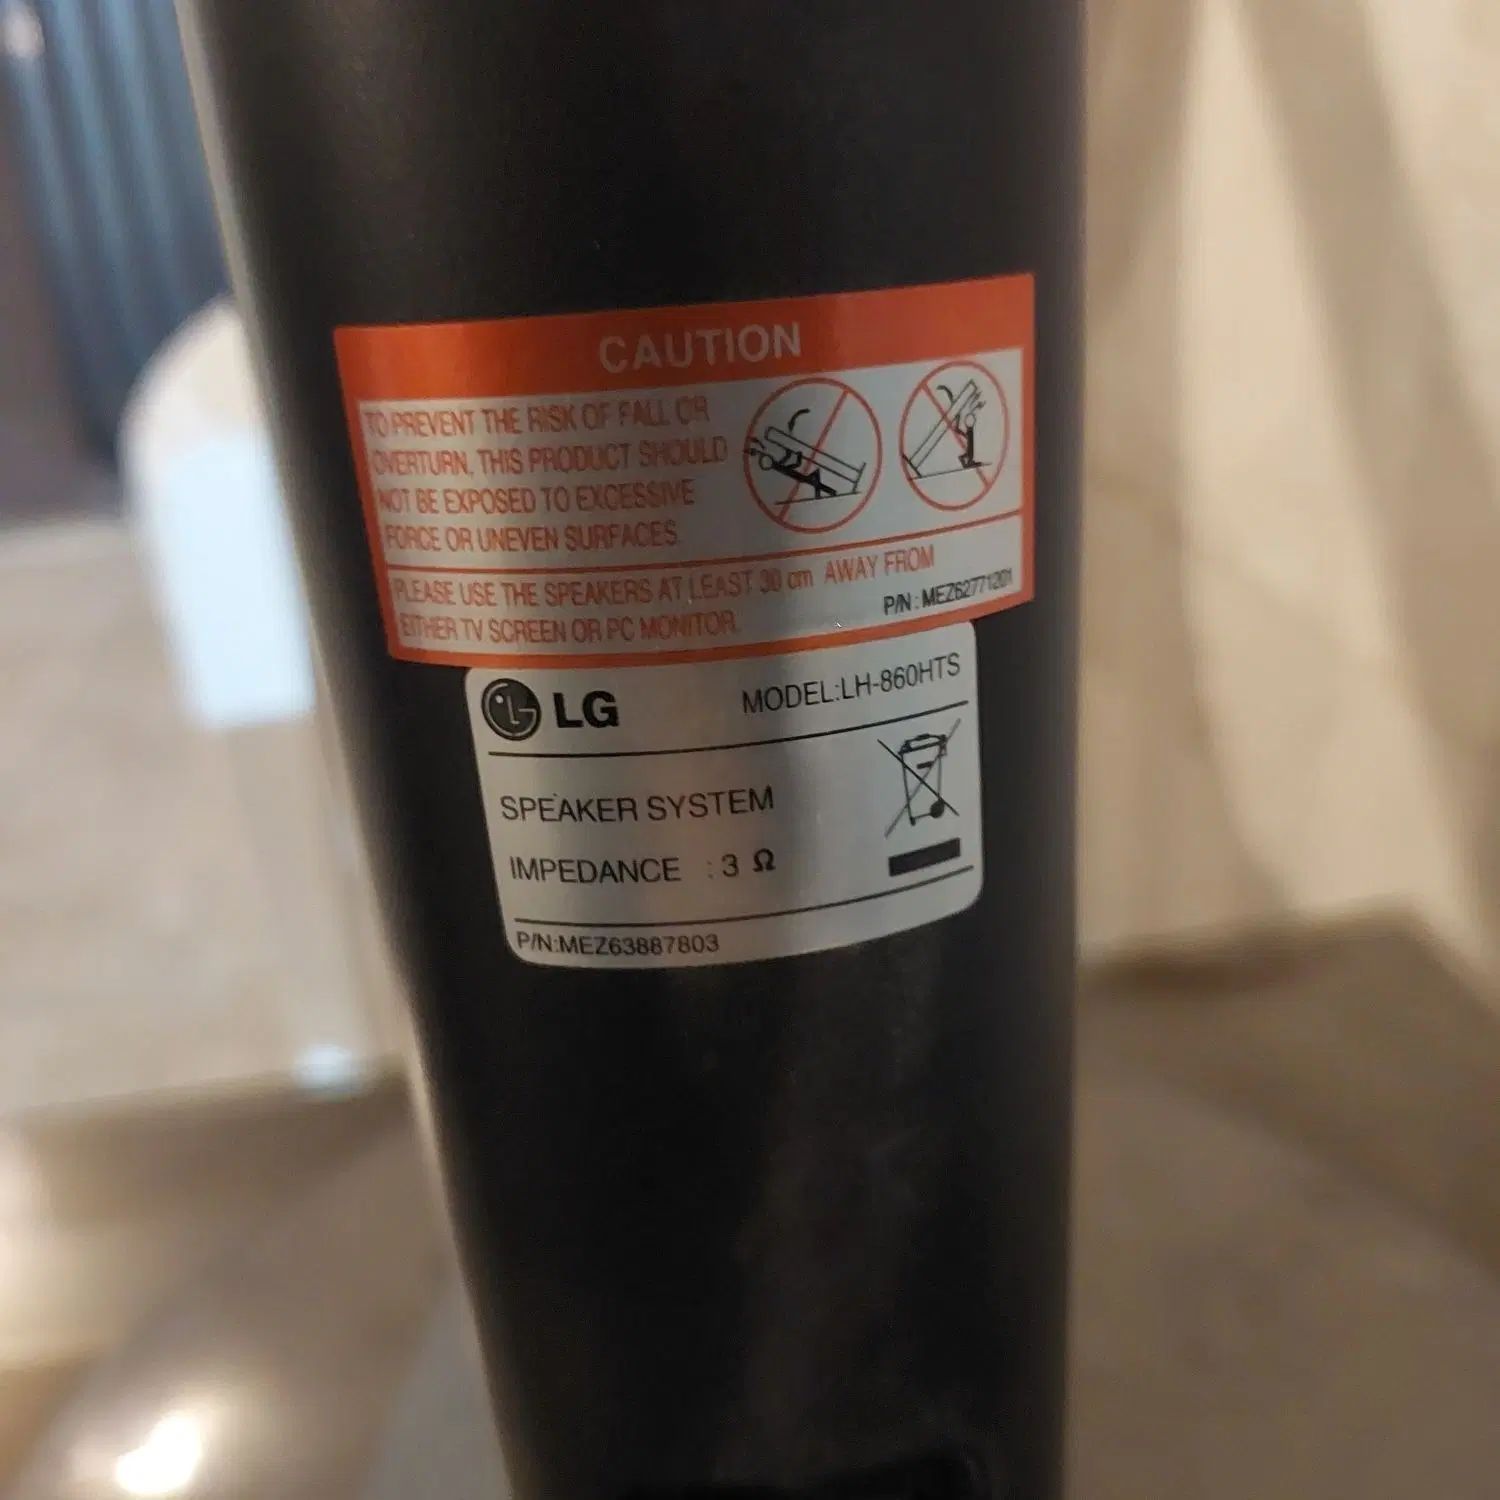 CAUTION
TO PREVENT THE RISK OF FALL OR
OVERTURN, THIS PRODUCT SHOULD
NOT BE EXPOSED TO EXCESSIVE
FORCE OR UNEVEN SURFACES.
PLEASE USE THE SPEAKERS AT LEAST 30 cm AWAY FROM
EITHER TV SCREEN OR PC MONITOR.
P/N : MEZ62771201
LG
MODEL:LH-860HTS
SPEAKER SYSTEM
IMPEDANCE : 3 Ω
P/N:MEZ63887803